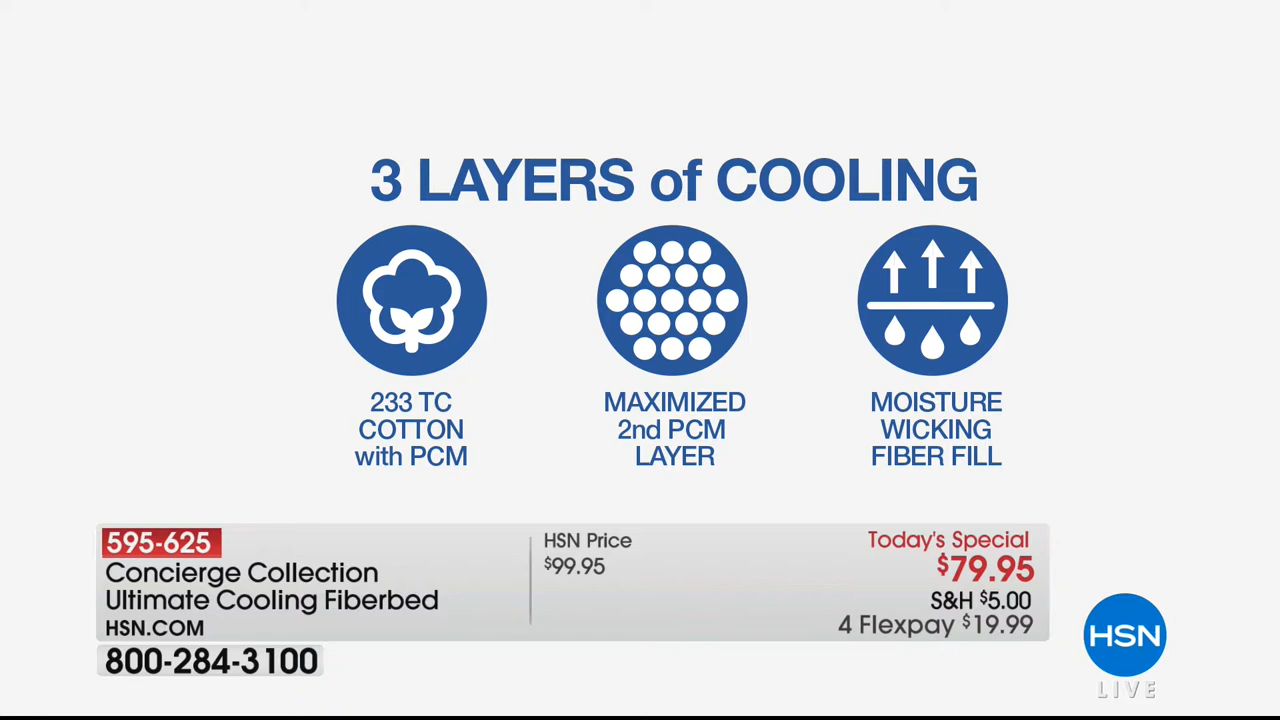 3 LAYERS of COOLING
233 TC
COTTON
with PCM
MAXIMIZED
2nd PCM
LAYER
MOISTURE
WICKING
FIBER FILL
595-625
Concierge Collection
Ultimate Cooling Fiberbed
HSN.COM
800-284-3100
HSN Price
$99.95
Today's Special
$79.95
S&H $5.00
4 Flexpay $19.99
HSN
LIVE